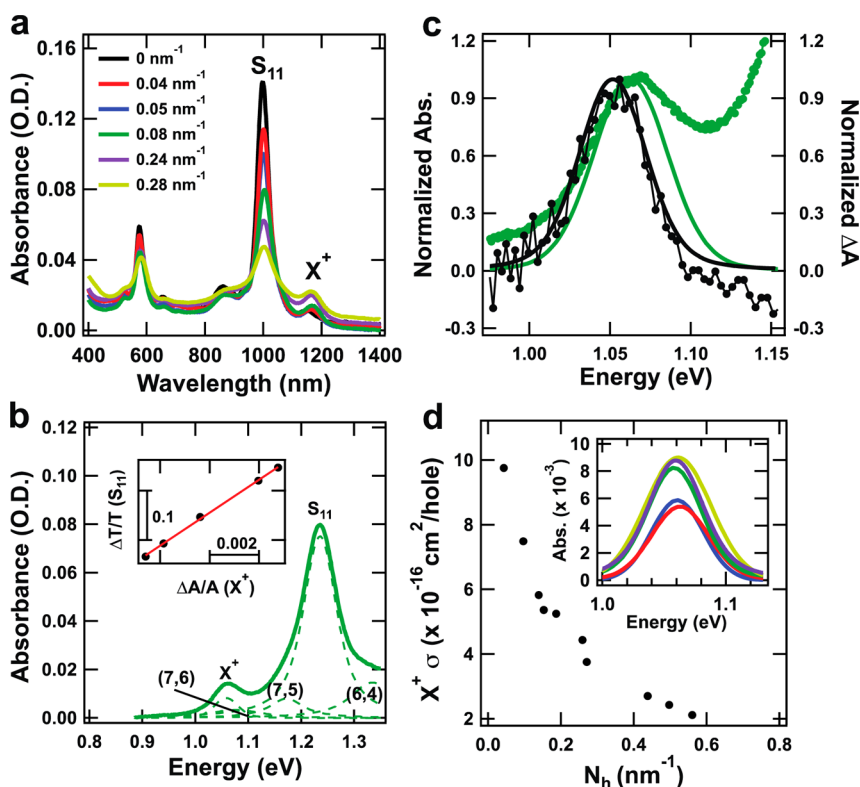 a
Absorbance (O.D.)
0.16
0.12
0.08
0.04
0.00
0 nm⁻¹
0.04 nm⁻¹
0.05 nm⁻¹
0.08 nm⁻¹
0.24 nm⁻¹
0.28 nm⁻¹
S₁₁
X⁺
400 600 800 1000 1200 1400
Wavelength (nm)
c
Normalized Abs.
1.2
0.9
0.6
0.3
0.0
-0.3
1.2
0.9
0.6
0.3
0.0
-0.3
Normalized ΔA
1.00 1.05 1.10 1.15
Energy (eV)
b
Absorbance (O.D.)
0.12
0.10
0.08
0.06
0.04
0.02
0.00
ΔT/T (S₁₁)
0.1
0.002
ΔA/A (X⁺)
S₁₁
X⁺
(7,6)
(7,5)
(6,4)
0.8 0.9 1.0 1.1 1.2 1.3
Energy (eV)
d
X⁺ σ (x 10⁻¹⁶ cm²/hole)
10
8
6
4
2
Abs. (x 10⁻³)
10
8
6
4
2
0
1.0 1.1
Energy (eV)
0.0 0.2 0.4 0.6 0.8
Nₕ (nm⁻¹)